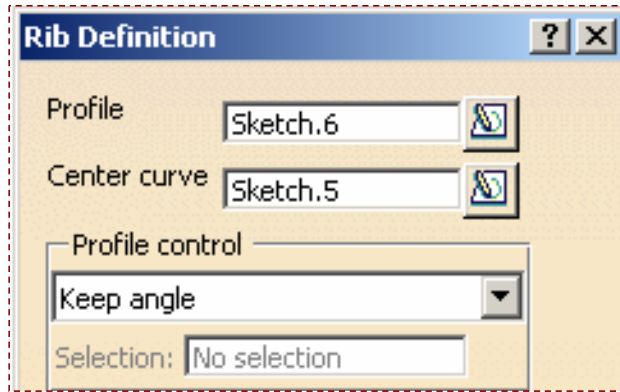 Rib Definition
Profile Sketch.6
Center curve Sketch.5
Profile control
Keep angle
Selection: No selection